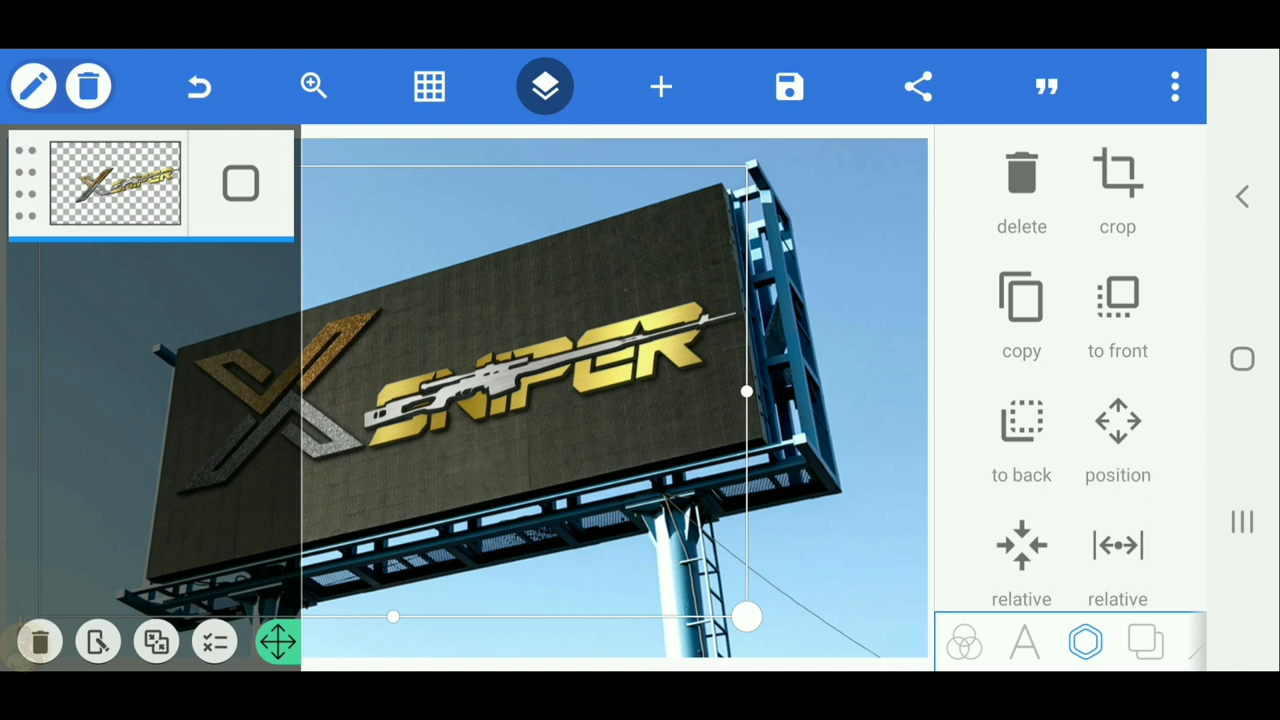 X SNIPER
delete
crop
copy
to front
to back
position
relative
relative